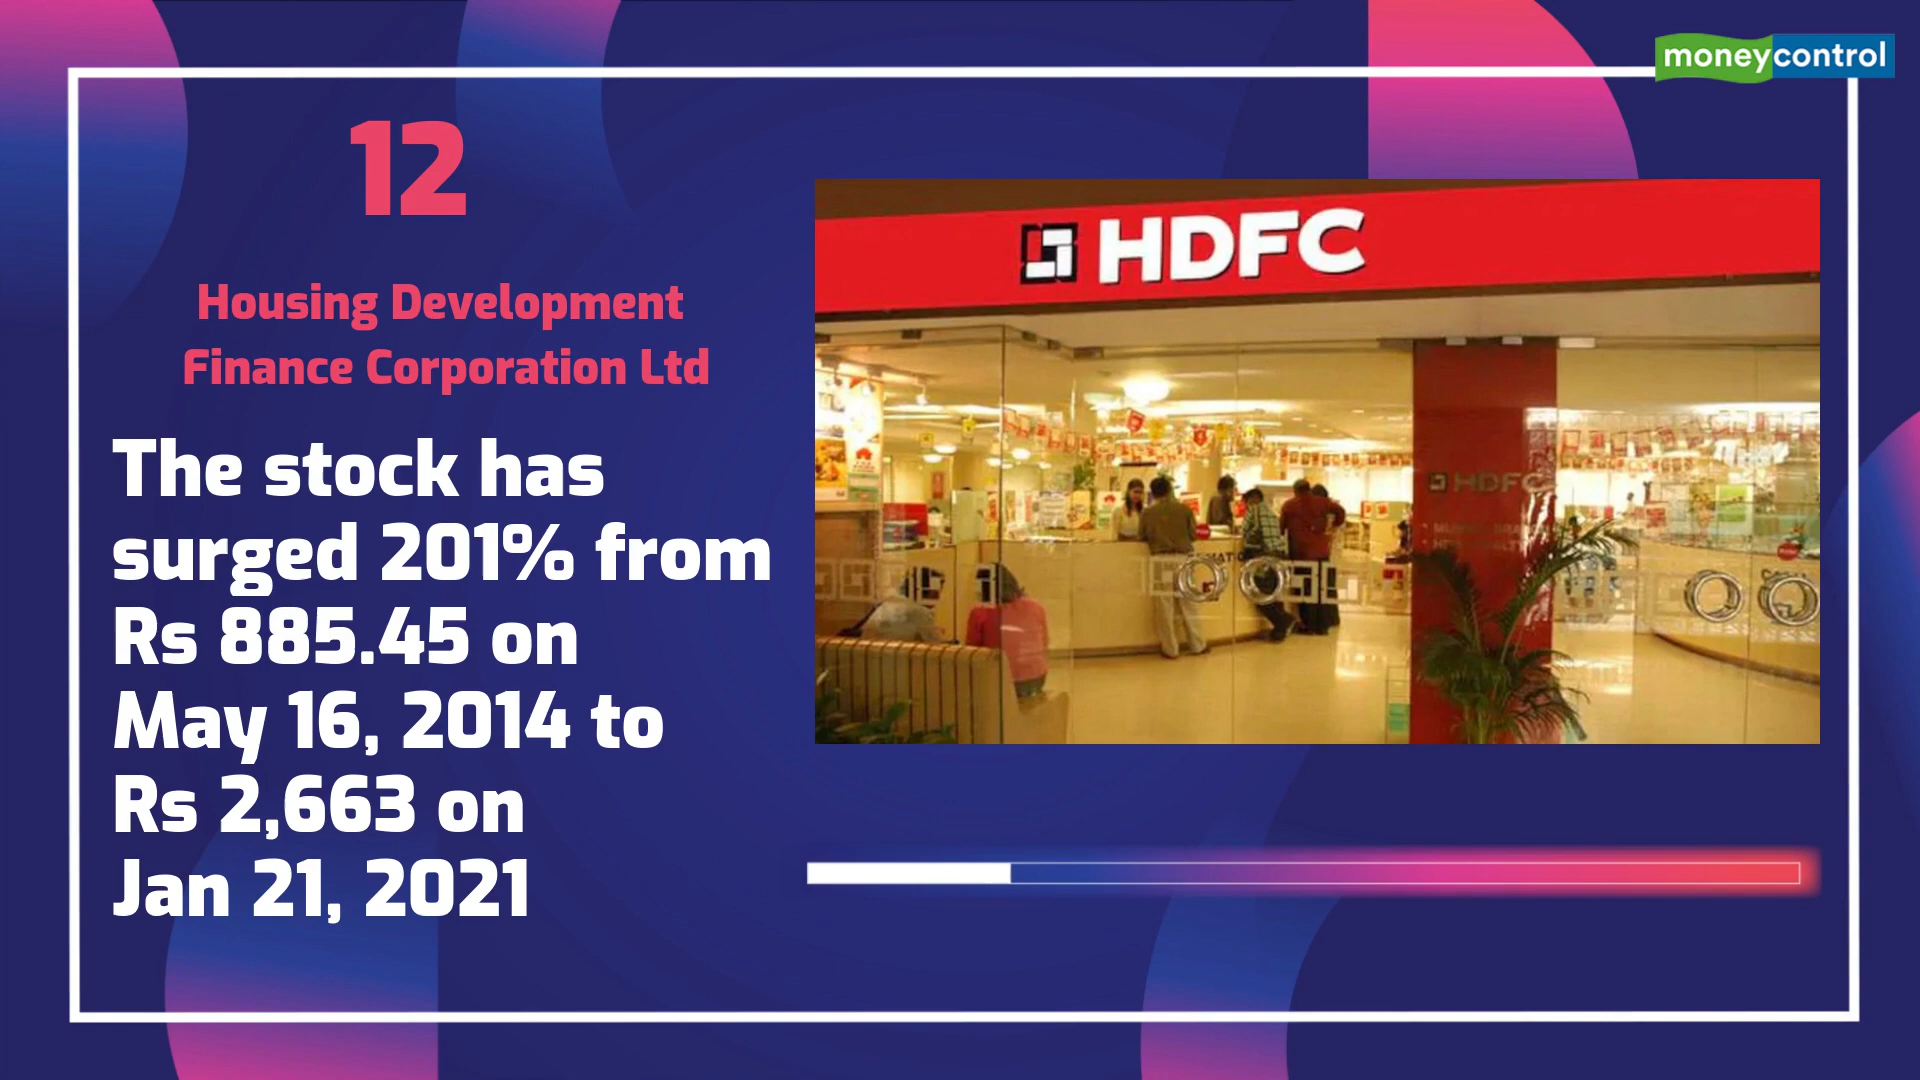 moneycontrol
12
Housing Development
Finance Corporation Ltd
The stock has
surged 201% from
Rs 885.45 on
May 16, 2014 to
Rs 2,663 on
Jan 21, 2021
HDFC
HDFC